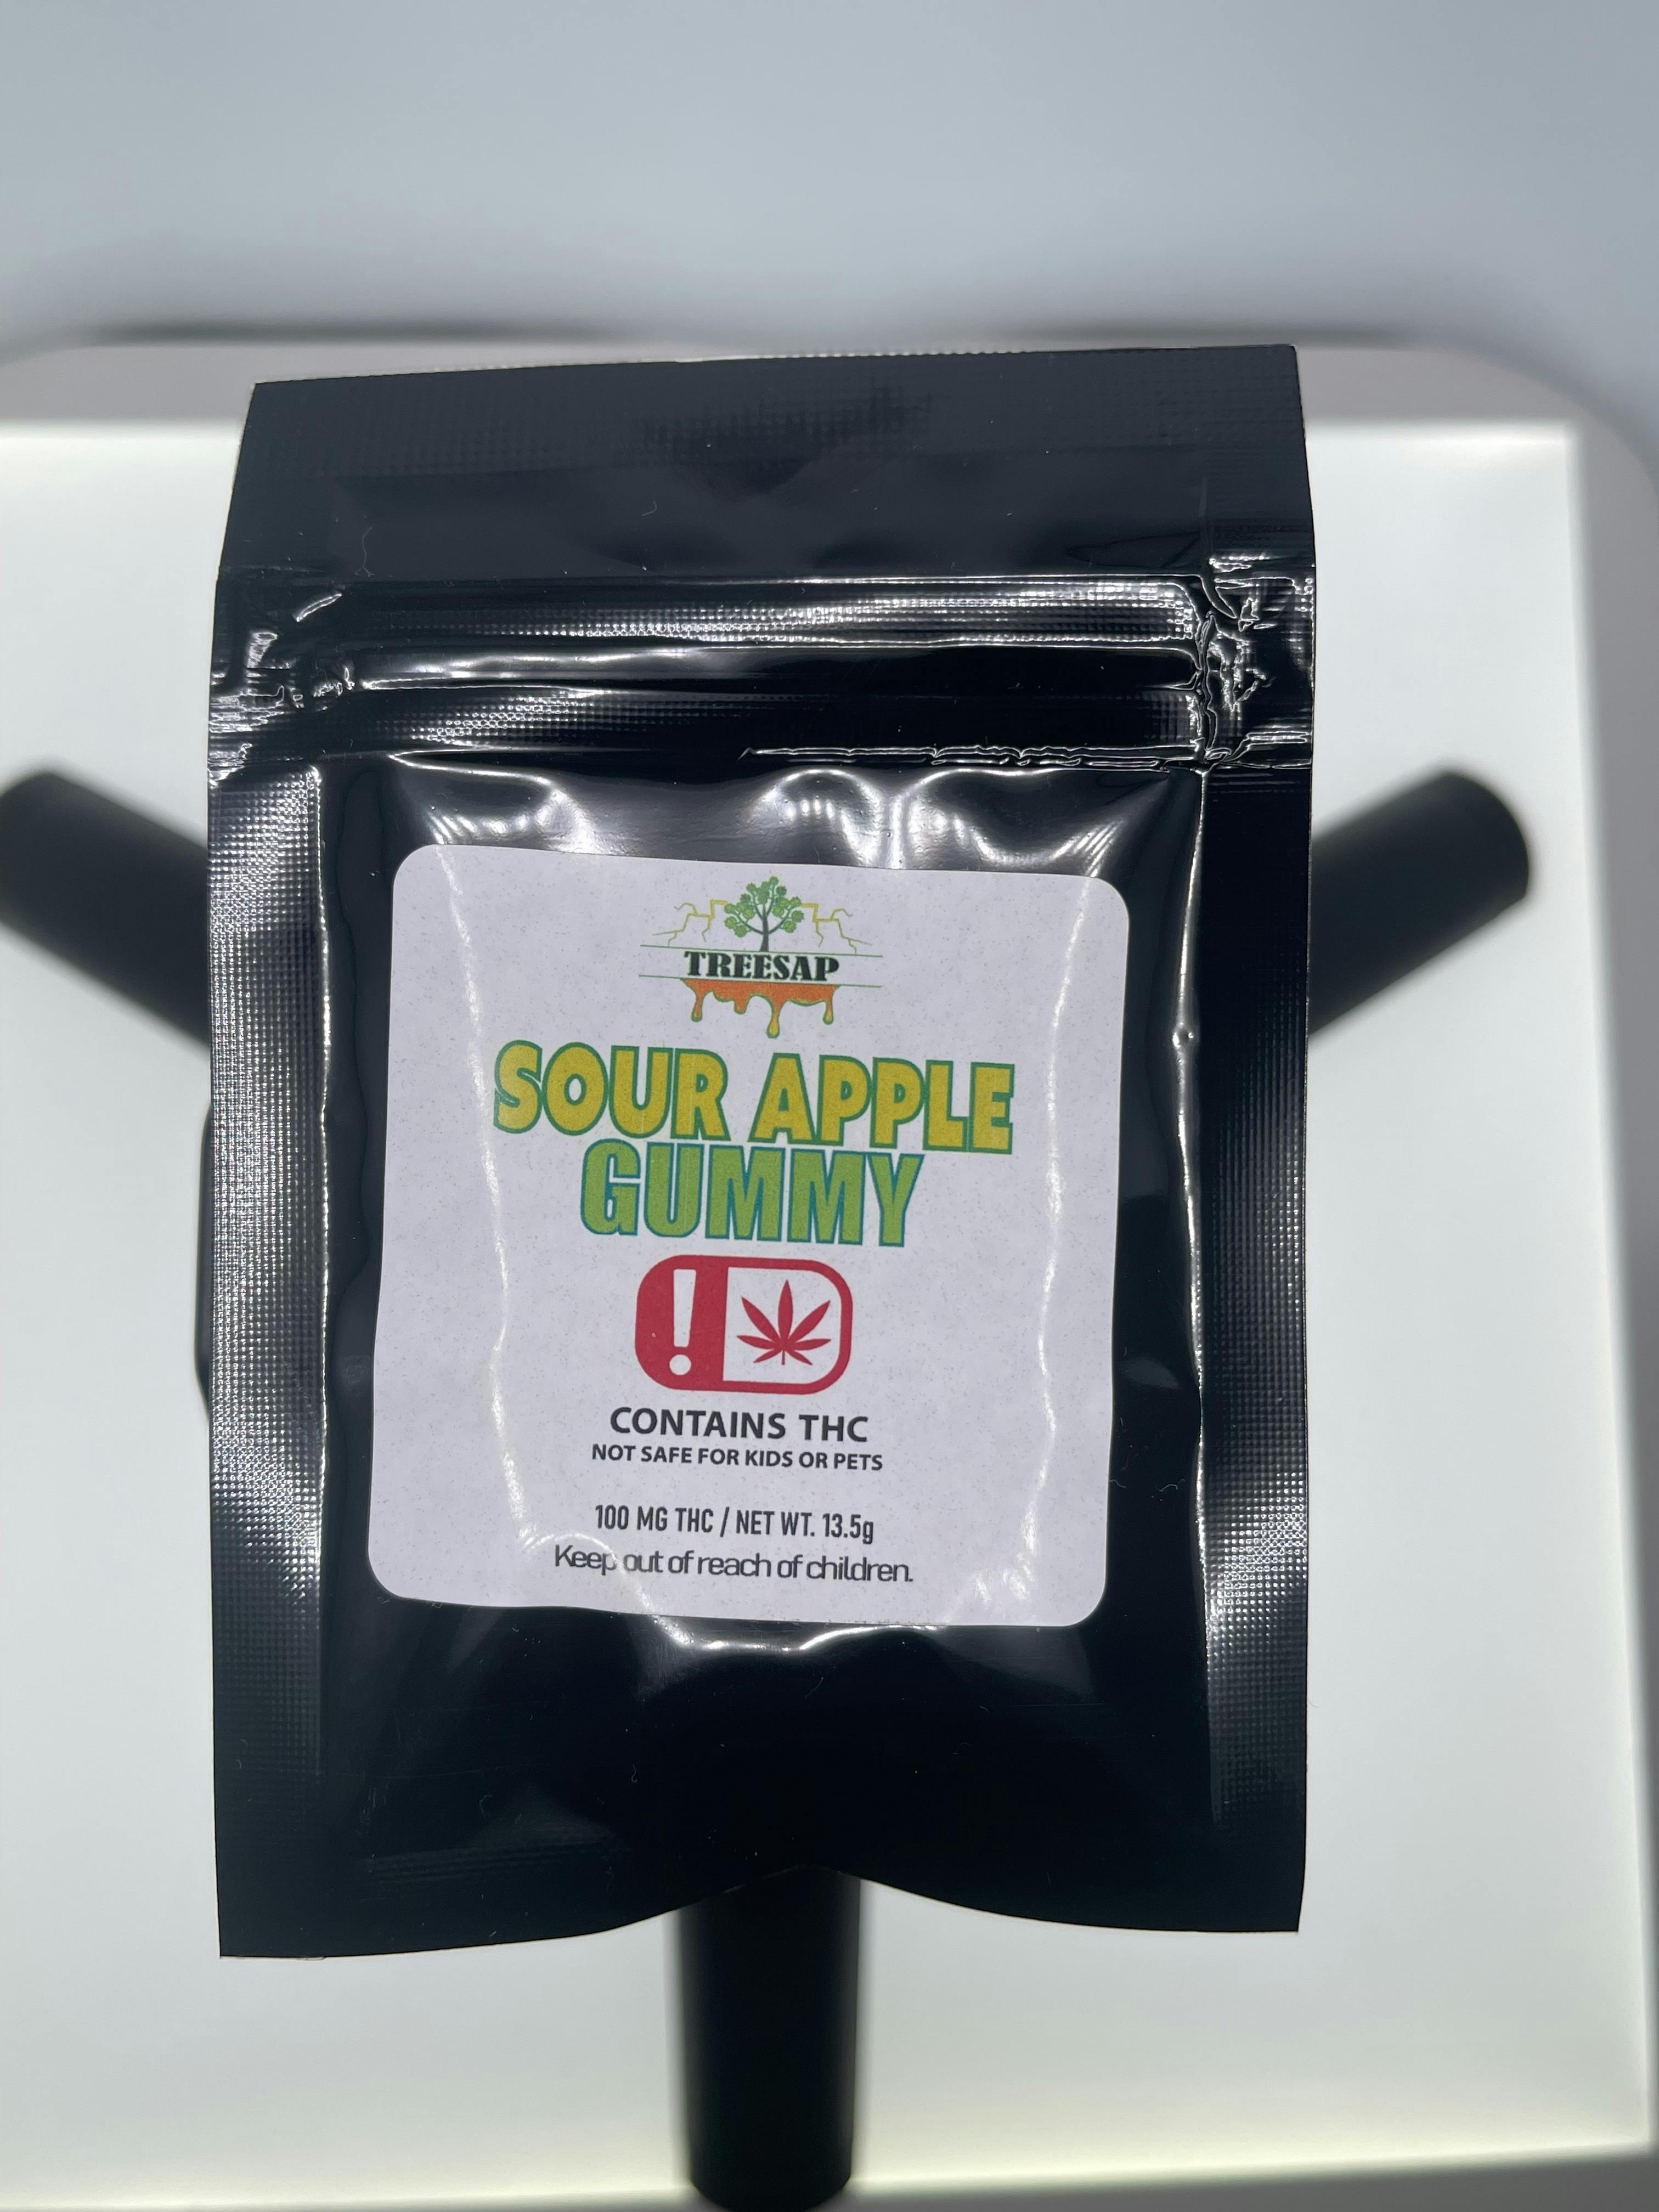 TREESAP
SOUR APPLE
GUMMY
!
CONTAINS THC
NOT SAFE FOR KIDS OR PETS
100 MG THC / NET WT. 13.5g
Keep out of reach of children.